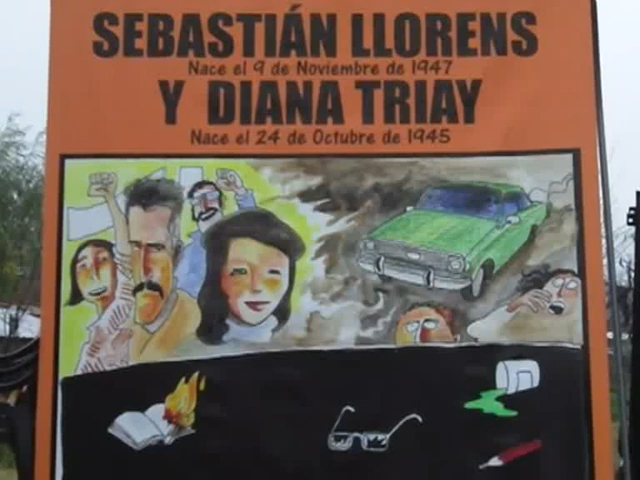 SEBASTIÁN LLORENS
Nace el 9 de Noviembre de 1947
Y DIANA TRIAY
Nace el 24 de Octubre de 1945